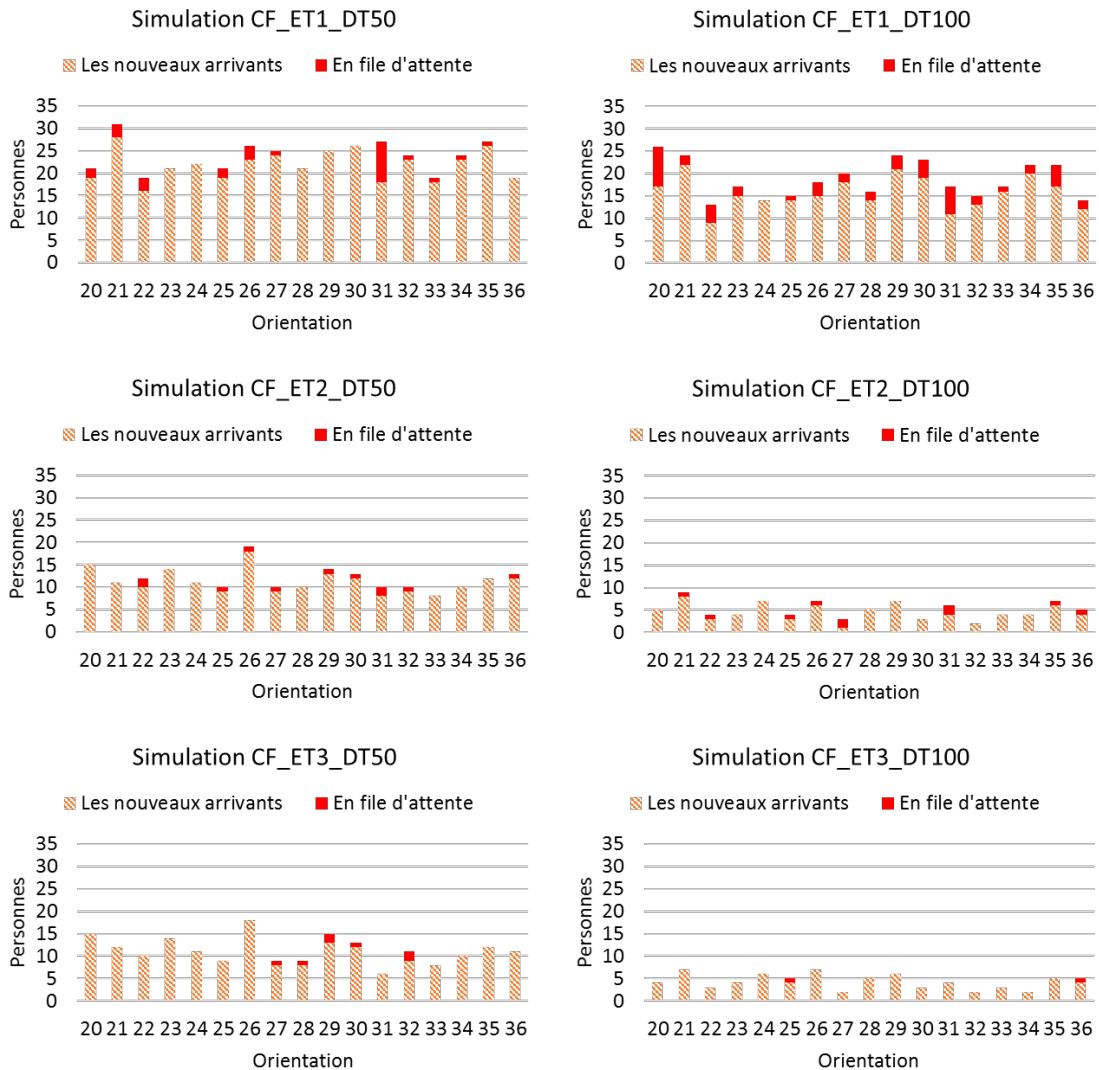 Simulation CF_ET1_DT50
Les nouveaux arrivants En file d'attente
35
30
25
20
15
10
5
0
Personnes
20 21 22 23 24 25 26 27 28 29 30 31 32 33 34 35 36
Orientation
Simulation CF_ET1_DT100
Les nouveaux arrivants En file d'attente
35
30
25
20
15
10
5
0
Personnes
20 21 22 23 24 25 26 27 28 29 30 31 32 33 34 35 36
Orientation
Simulation CF_ET2_DT50
Les nouveaux arrivants En file d'attente
35
30
25
20
15
10
5
0
Personnes
20 21 22 23 24 25 26 27 28 29 30 31 32 33 34 35 36
Orientation
Simulation CF_ET2_DT100
Les nouveaux arrivants En file d'attente
35
30
25
20
15
10
5
0
Personnes
20 21 22 23 24 25 26 27 28 29 30 31 32 33 34 35 36
Orientation
Simulation CF_ET3_DT50
Les nouveaux arrivants En file d'attente
35
30
25
20
15
10
5
0
Personnes
20 21 22 23 24 25 26 27 28 29 30 31 32 33 34 35 36
Orientation
Simulation CF_ET3_DT100
Les nouveaux arrivants En file d'attente
35
30
25
20
15
10
5
0
Personnes
20 21 22 23 24 25 26 27 28 29 30 31 32 33 34 35 36
Orientation